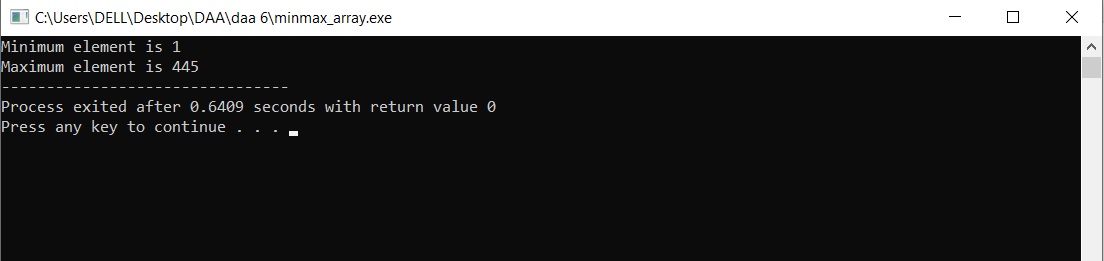 C:\Users\DELL\Desktop\DAA\daa 6\minmax_array.exe
Minimum element is 1
Maximum element is 445
--------------------------------
Process exited after 0.6409 seconds with return value 0
Press any key to continue . . .